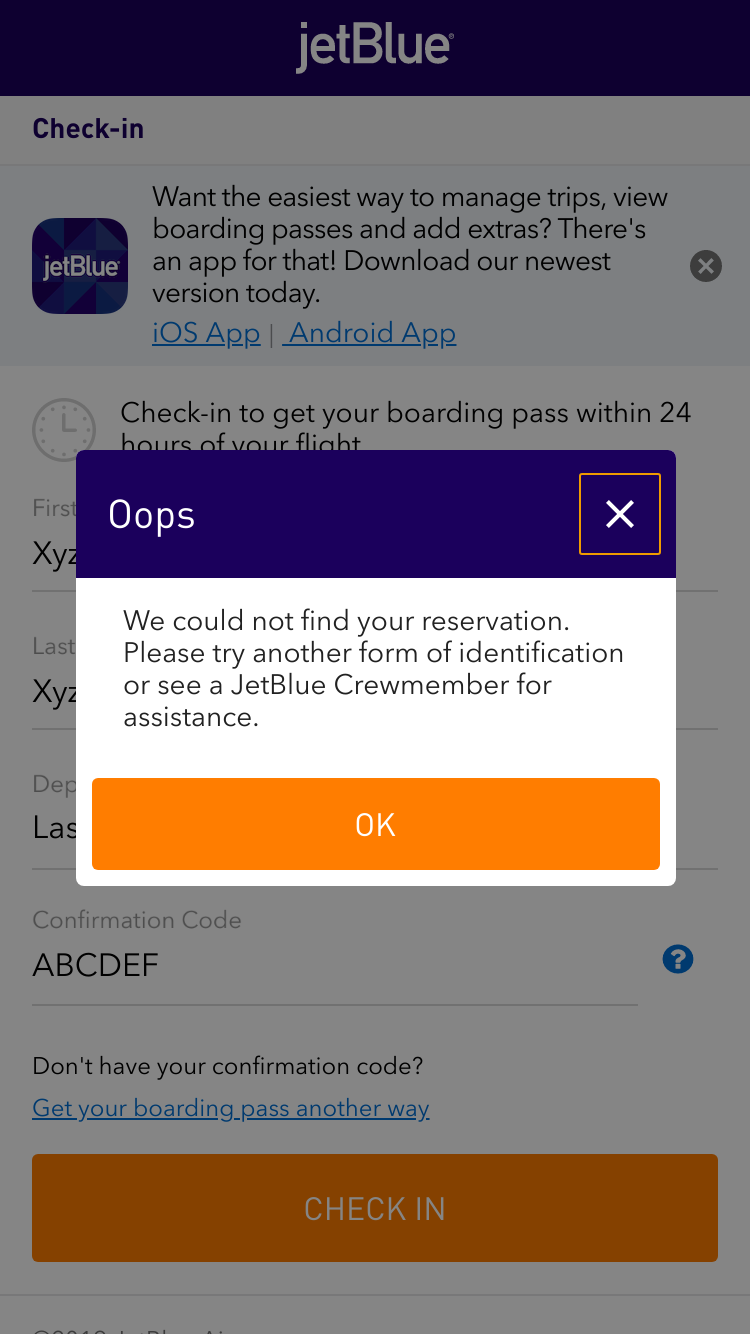 jetBlue
Check-in
Want the easiest way to manage trips, view
boarding passes and add extras? There's
jetBlue
an app for that! Download our newest
version today.
iOS App | Android App
Check-in to get your boarding pass within 24
hours of your flight
First
Oops
Xyz
We could not find your reservation.
Last
Please try another form of identification
or see a JetBlue Crewmember for
Xyz
assistance.
Dep
Las
OK
Confirmation Code
ABCDEF
?
Don't have your confirmation code?
Get your boarding pass another way
CHECK IN